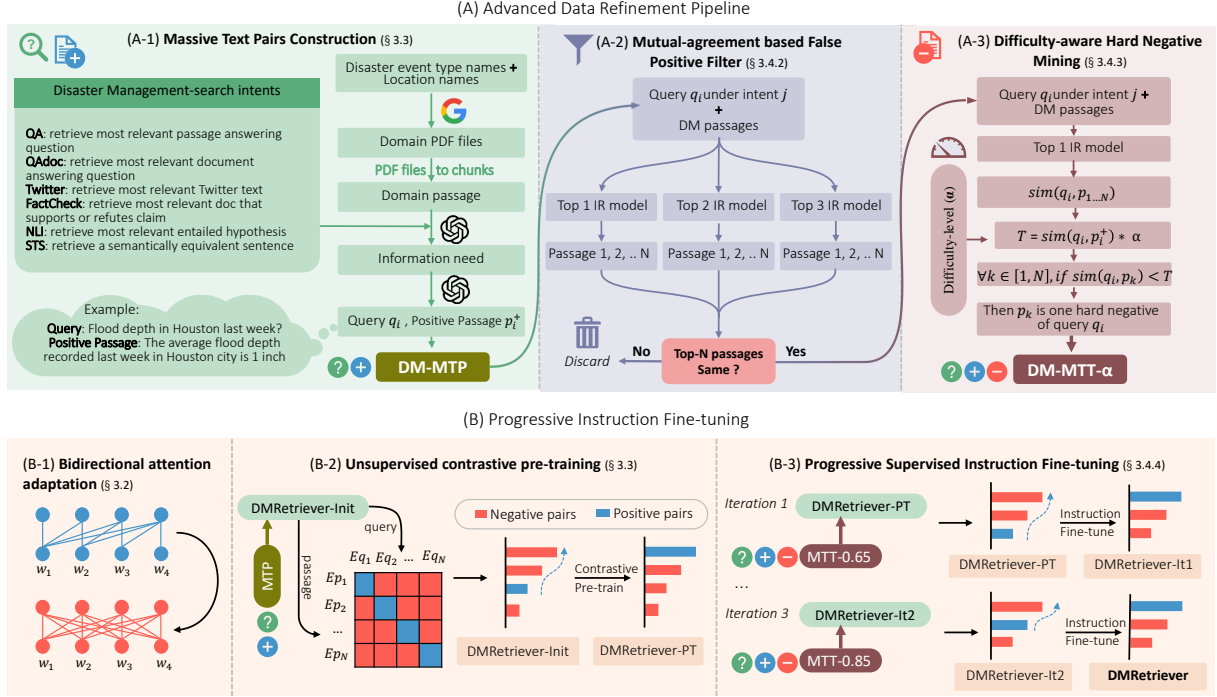 (A) Advanced Data Refinement Pipeline
(A-1) Massive Text Pairs Construction (§ 3.3)
Disaster Management-search intents
QA: retrieve most relevant passage answering
question
QAdoc: retrieve most relevant document
answering question
Twitter: retrieve most relevant Twitter text
FactCheck: retrieve most relevant doc that
supports or refutes claim
NLI: retrieve most relevant entailed hypothesis
STS: retrieve a semantically equivalent sentence
Disaster event type names +
Location names
Domain PDF files
PDF files to chunks
Domain passage
Information need
Query q_i , Positive Passage p_i^+
Example:
Query: Flood depth in Houston last week?
Positive Passage: The average flood depth
recorded last week in Houston city is 1 inch
? +
DM-MTP
(A-2) Mutual-agreement based False
Positive Filter (§ 3.4.2)
Query q_i under intent j
+
DM passages
Top 1 IR model
Top 2 IR model
Top 3 IR model
Passage 1, 2, .. N
Passage 1, 2, .. N
Passage 1, 2, .. N
Discard
No
Top-N passages
Same ?
Yes
(A-3) Difficulty-aware Hard Negative
Mining (§ 3.4.3)
Query q_i under intent j +
DM passages
Top 1 IR model
sim(q_i, p_{1...N})
Difficulty-level (α)
T = sim(q_i, p_i^+) * α
∀k ∈ [1, N], if sim(q_i, p_k) < T
Then p_k is one hard negative
of query q_i
? + −
DM-MTT-α
(B) Progressive Instruction Fine-tuning
(B-1) Bidirectional attention
adaptation (§ 3.2)
w_1 w_2 w_3 w_4
w_1 w_2 w_3 w_4
(B-2) Unsupervised contrastive pre-training (§ 3.3)
DMRetriever-Init
query
passage
MTP
?
+
Eq_1 Eq_2 ... Eq_N
Ep_1
Ep_2
...
Ep_N
Negative pairs
Positive pairs
Contrastive
Pre-train
DMRetriever-Init
DMRetriever-PT
(B-3) Progressive Supervised Instruction Fine-tuning (§ 3.4.4)
Iteration 1
DMRetriever-PT
? + −
MTT-0.65
Instruction
Fine-tune
DMRetriever-PT
DMRetriever-It1
...
Iteration 3
DMRetriever-It2
? + −
MTT-0.85
Instruction
Fine-tune
DMRetriever-It2
DMRetriever